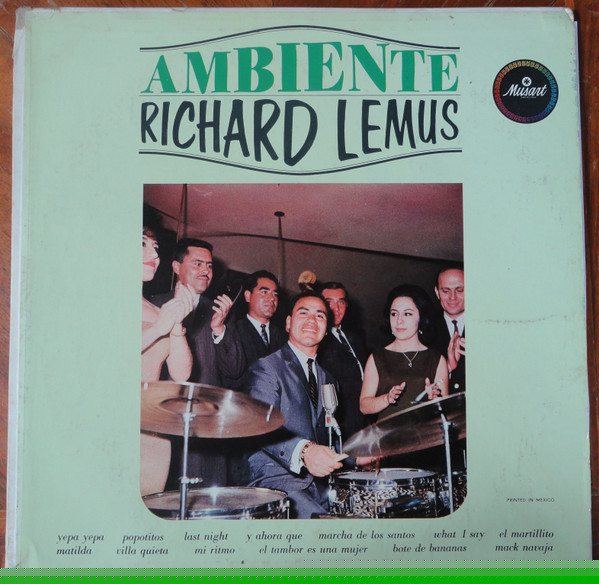 AMBIENTE
RICHARD LEMUS
Musart
PRINTED IN MEXICO
yepa yepa popotitos last night y ahora que marcha de los santos what I say el martillito
matilda villa quieta mi ritmo el tambor es una mujer bote de bananas mack navaja